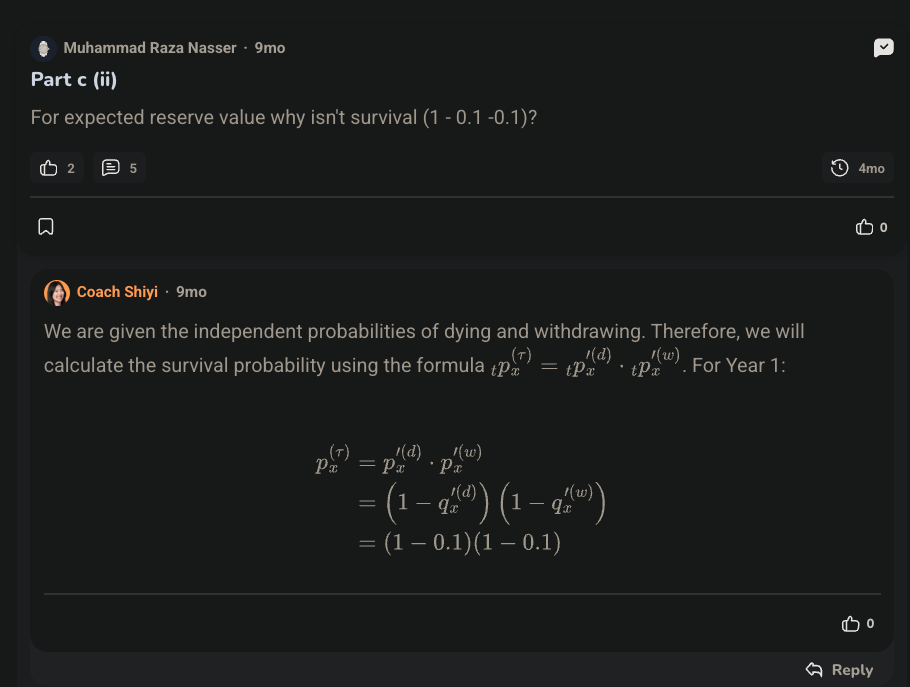 Muhammad Raza Nasser · 9mo
Part c (ii)
For expected reserve value why isn't survival (1 - 0.1 -0.1)?
2 5 4mo
0
Coach Shiyi · 9mo
We are given the independent probabilities of dying and withdrawing. Therefore, we will
calculate the survival probability using the formula ${}_tp_x^{(\tau)} = {}_tp_x^{\prime(d)} \cdot {}_tp_x^{\prime(w)}$. For Year 1:
$p_x^{(\tau)} = p_x^{\prime(d)} \cdot p_x^{\prime(w)}$
$= \left(1 - q_x^{\prime(d)}\right)\left(1 - q_x^{\prime(w)}\right)$
$= (1 - 0.1)(1 - 0.1)$
0
Reply